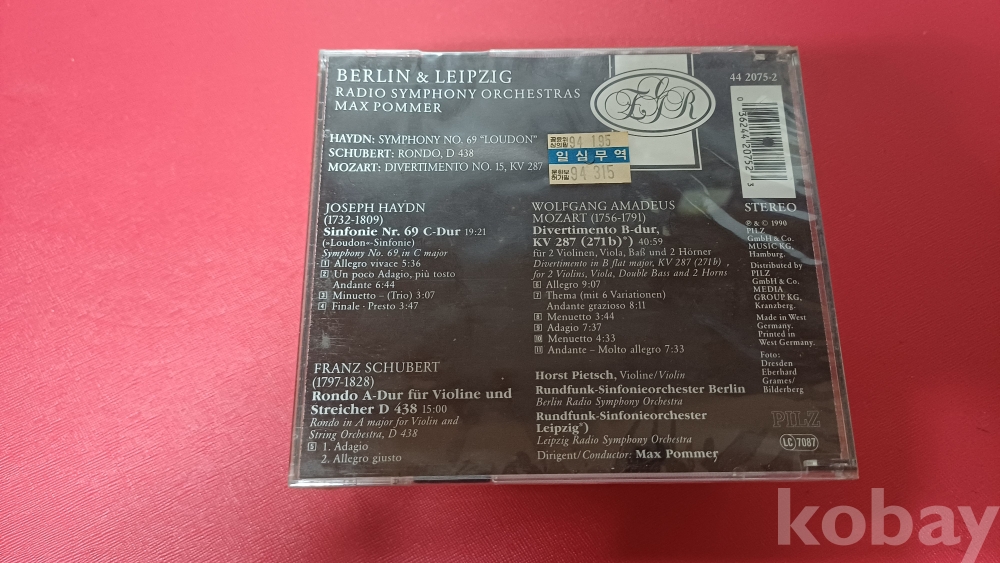 BERLIN & LEIPZIG
RADIO SYMPHONY ORCHESTRAS
MAX POMMER
HAYDN: SYMPHONY NO. 69 "LOUDON"
SCHUBERT: RONDO, D 438
MOZART: DIVERTIMENTO NO. 15, KV 287
94 195
일심무역
94 315
44 2075-2
0 36244-20752 3
STEREO
JOSEPH HAYDN
(1732-1809)
Sinfonie Nr. 69 C-Dur 19:21
(»Loudon«-Sinfonie)
Symphony No. 69 in C major
1 Allegro vivace 5:36
2 Un poco Adagio, più tosto
Andante 6:44
3 Minuetto – (Trio) 3:07
4 Finale · Presto 3:47
FRANZ SCHUBERT
(1797-1828)
Rondo A-Dur für Violine und
Streicher D 438 15:00
Rondo in A major for Violin and
String Orchestra, D 438
5 1. Adagio
2. Allegro giusto
WOLFGANG AMADEUS
MOZART (1756-1791)
Divertimento B-dur,
KV 287 (271b)*) 40:59
für 2 Violinen, Viola, Baß und 2 Hörner
Divertimento in B flat major, KV 287 (271b),
for 2 Violins, Viola, Double Bass and 2 Horns
6 Allegro 9:07
7 Thema (mit 6 Variationen)
Andante grazioso 8:11
8 Menuetto 3:44
9 Adagio 7:37
10 Menuetto 4:33
11 Andante – Molto allegro 7:33
Horst Pietsch, Violine/Violin
Rundfunk-Sinfonieorchester Berlin
Berlin Radio Symphony Orchestra
Rundfunk-Sinfonieorchester
Leipzig*)
Leipzig Radio Symphony Orchestra
Dirigent/Conductor: Max Pommer
℗ & © 1990
PILZ
GmbH & Co.
MUSIC KG,
Hamburg.
Distributed by
PILZ
GmbH & Co.
MEDIA
GROUP KG,
Kranzberg.
Made in West
Germany.
Printed in
West Germany.
Foto:
Dresden
Eberhard
Grames/
Bilderberg
PILZ
LC 7087
kobay